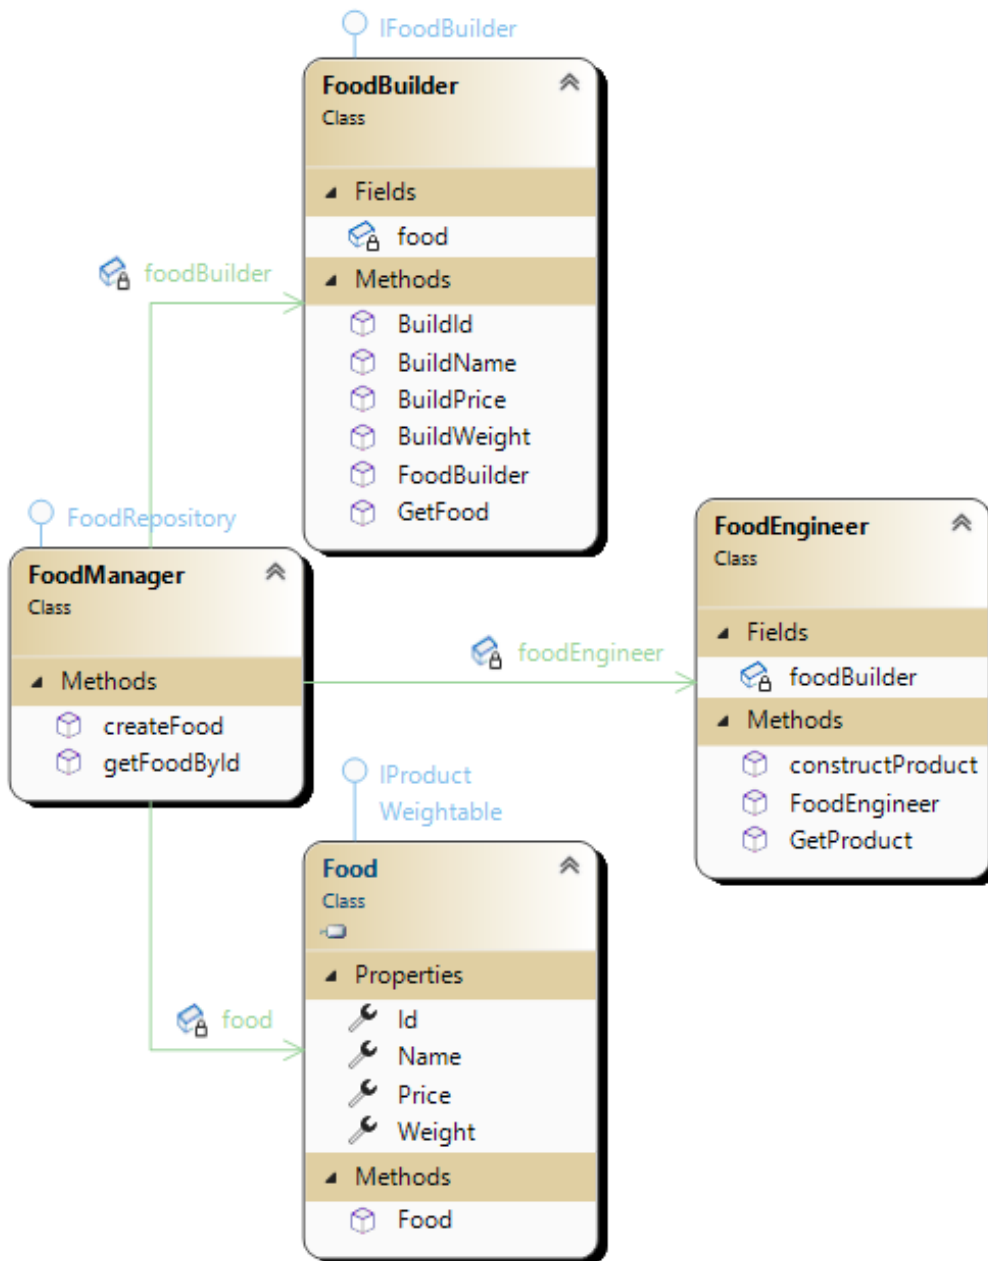 IFoodBuilder
FoodBuilder
Class
Fields
food
Methods
BuildId
BuildName
BuildPrice
BuildWeight
FoodBuilder
GetFood
foodBuilder
FoodRepository
FoodManager
Class
Methods
createFood
getFoodById
foodEngineer
FoodEngineer
Class
Fields
foodBuilder
Methods
constructProduct
FoodEngineer
GetProduct
IProduct
Weightable
Food
Class
Properties
Id
Name
Price
Weight
Methods
Food
food